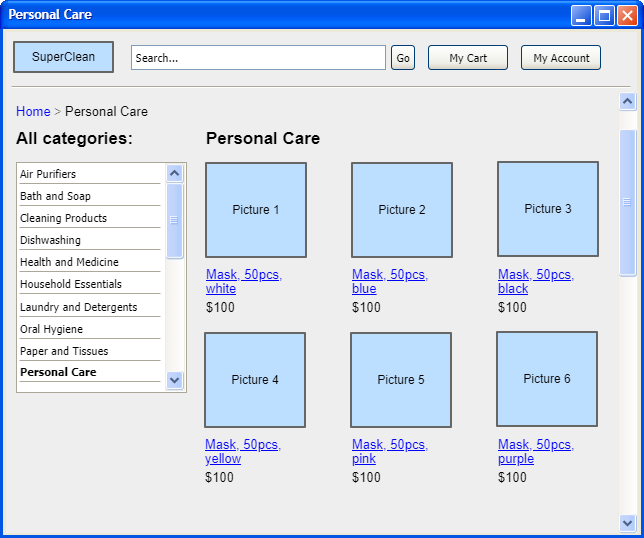 Personal Care
SuperClean
Search...
Go
My Cart
My Account
Home > Personal Care
All categories:
Air Purifiers
Bath and Soap
Cleaning Products
Dishwashing
Health and Medicine
Household Essentials
Laundry and Detergents
Oral Hygiene
Paper and Tissues
Personal Care
Personal Care
Picture 1
Mask, 50pcs,
white
$100
Picture 2
Mask, 50pcs,
blue
$100
Picture 3
Mask, 50pcs,
black
$100
Picture 4
Mask, 50pcs,
yellow
$100
Picture 5
Mask, 50pcs,
pink
$100
Picture 6
Mask, 50pcs,
purple
$100